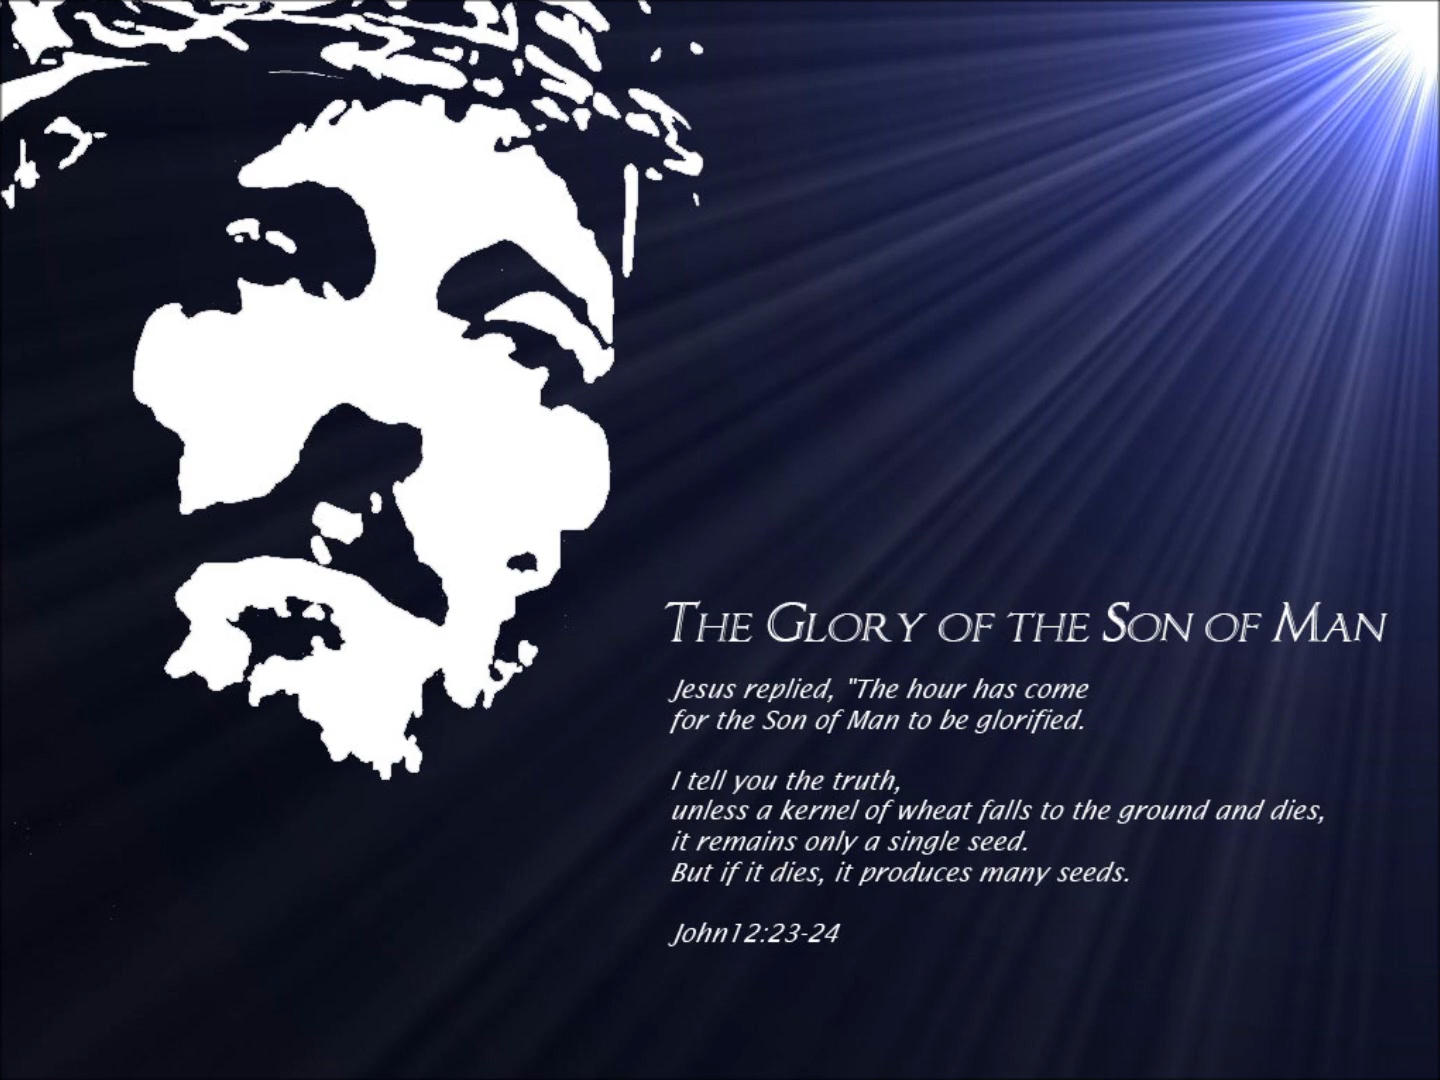 The Glory of the Son of Man
Jesus replied, "The hour has come
for the Son of Man to be glorified.
I tell you the truth,
unless a kernel of wheat falls to the ground and dies,
it remains only a single seed.
But if it dies, it produces many seeds.
John12:23-24